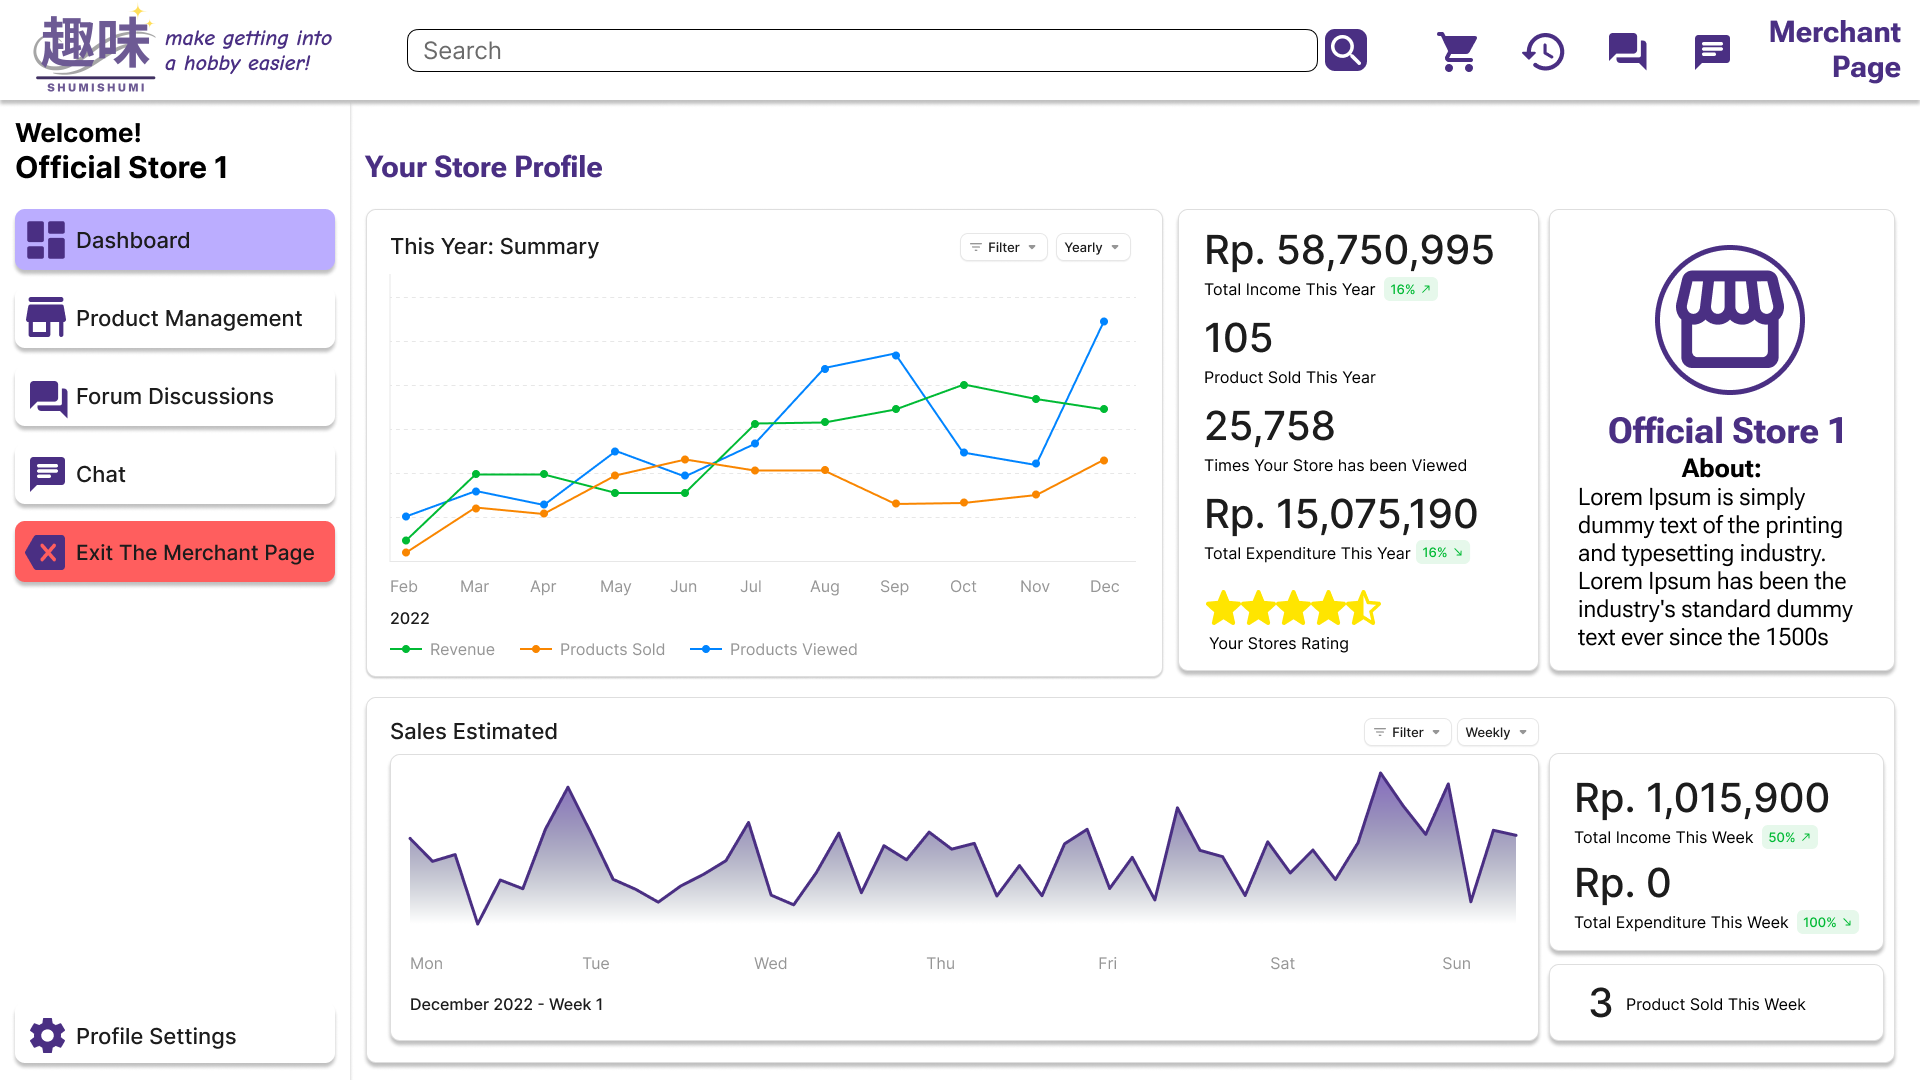 趣味
SHUMISHUMI
make getting into
a hobby easier!
Search
Merchant
Page
Welcome!
Official Store 1
Dashboard
Product Management
Forum Discussions
Chat
Exit The Merchant Page
Profile Settings
Your Store Profile
This Year: Summary
Filter
Yearly
Feb Mar Apr May Jun Jul Aug Sep Oct Nov Dec
2022
Revenue Products Sold Products Viewed
Rp. 58,750,995
Total Income This Year 16%
105
Product Sold This Year
25,758
Times Your Store has been Viewed
Rp. 15,075,190
Total Expenditure This Year 16%
Your Stores Rating
Official Store 1
About:
Lorem Ipsum is simply
dummy text of the printing
and typesetting industry.
Lorem Ipsum has been the
industry's standard dummy
text ever since the 1500s
Sales Estimated
Filter
Weekly
Mon Tue Wed Thu Fri Sat Sun
December 2022 - Week 1
Rp. 1,015,900
Total Income This Week 50%
Rp. 0
Total Expenditure This Week 100%
3 Product Sold This Week